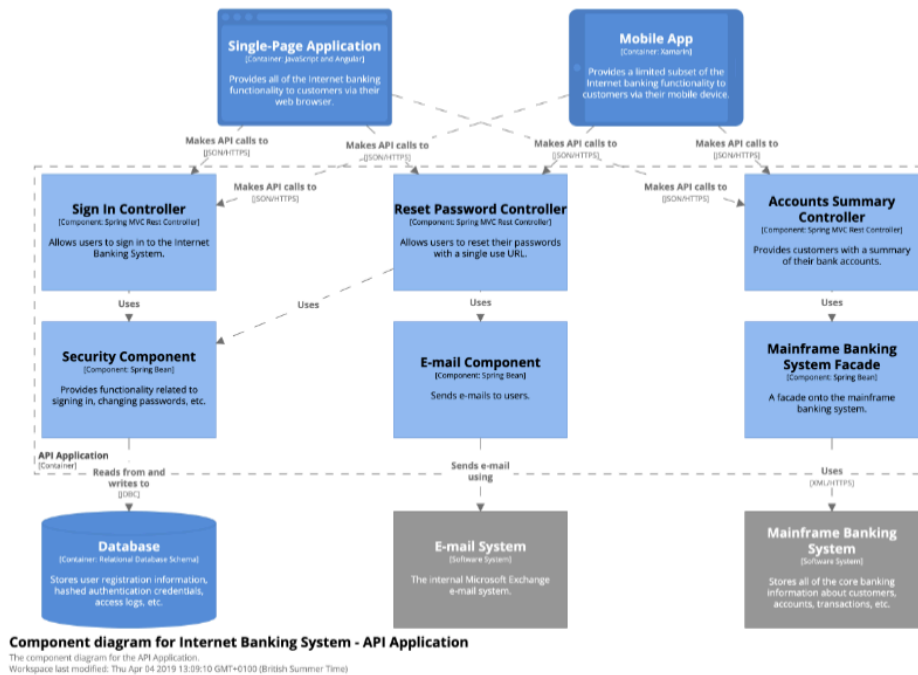 Single-Page Application
[Container: JavaScript and Angular]
Provides all of the Internet banking
functionality to customers via their
web browser.
Mobile App
[Container: Xamarin]
Provides a limited subset of the
Internet banking functionality to
customers via their mobile device.
Makes API calls to
[JSON/HTTPS]
Makes API calls to
[JSON/HTTPS]
Makes API calls to
[JSON/HTTPS]
Makes API calls to
[JSON/HTTPS]
Makes API calls to
[JSON/HTTPS]
Makes API calls to
[JSON/HTTPS]
Sign In Controller
[Component: Spring MVC Rest Controller]
Allows users to sign in to the Internet
Banking System.
Reset Password Controller
[Component: Spring MVC Rest Controller]
Allows users to reset their passwords
with a single use URL.
Accounts Summary
Controller
[Component: Spring MVC Rest Controller]
Provides customers with a summary
of their bank accounts.
Uses
Uses
Uses
Uses
Security Component
[Component: Spring Bean]
Provides functionality related to
signing in, changing passwords, etc.
E-mail Component
[Component: Spring Bean]
Sends e-mails to users.
Mainframe Banking
System Facade
[Component: Spring Bean]
A facade onto the mainframe
banking system.
API Application
[Container]
Reads from and
writes to
[JDBC]
Sends e-mail
using
Uses
[XML/HTTPS]
Database
[Container: Relational Database Schema]
Stores user registration information,
hashed authentication credentials,
access logs, etc.
E-mail System
[Software System]
The internal Microsoft Exchange
e-mail system.
Mainframe Banking
System
[Software System]
Stores all of the core banking
information about customers,
accounts, transactions, etc.
Component diagram for Internet Banking System - API Application
The component diagram for the API Application.
Workspace last modified: Thu Apr 04 2019 13:09:10 GMT+0100 (British Summer Time)